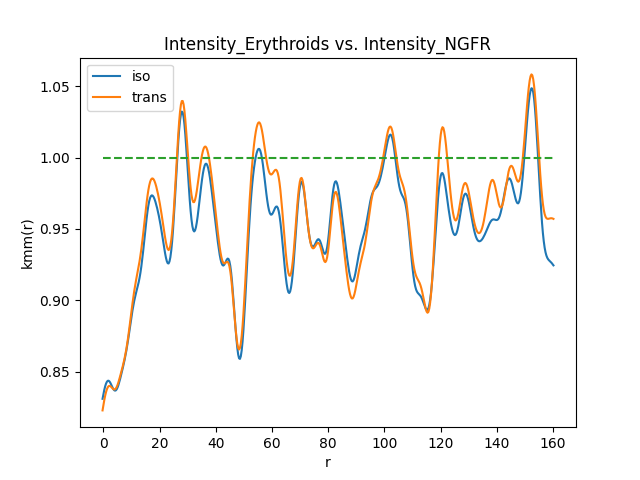 Intensity_Erythroids vs. Intensity_NGFR
iso
trans
1.05
1.00
0.95
0.90
0.85
kmm(r)
0 20 40 60 80 100 120 140 160
r